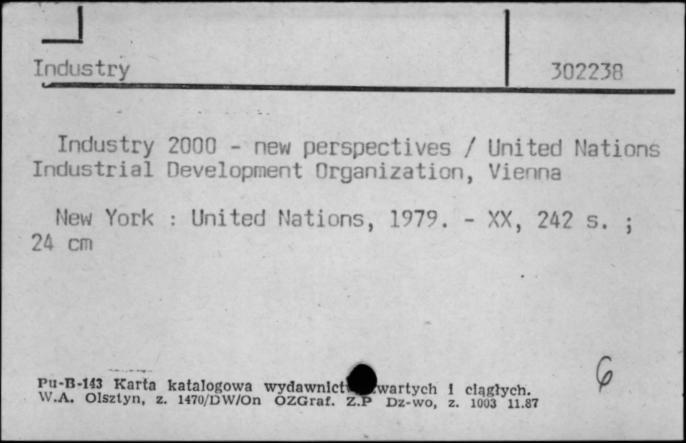 Industry 302238
Industry 2000 - new perspectives / United Nations
Industrial Development Organization, Vienna
New York : United Nations, 1979. - XX, 242 s. ;
24 cm
6
Pu-B-143 Karta katalogowa wydawnict wartych i ciągłych.
W.A. Olsztyn, z. 1470/DW/On OZGraf. Z.P Dz-wo, z. 1003 11.87